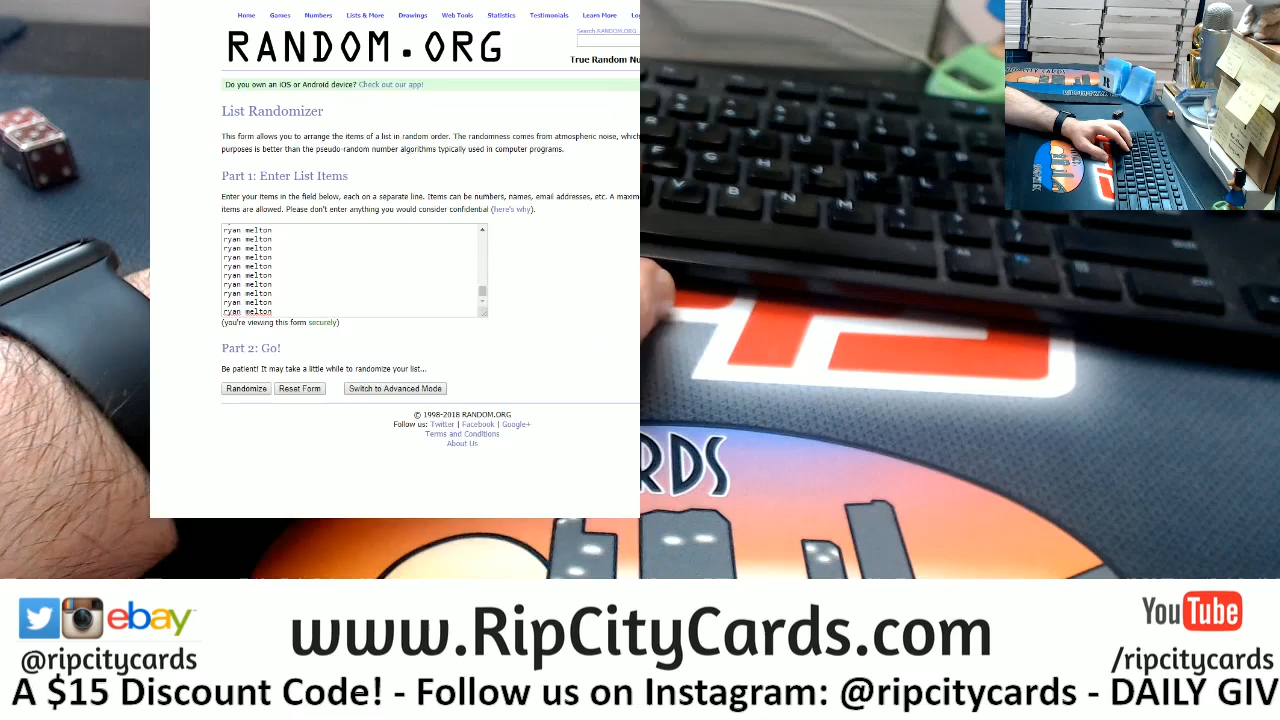 Home Games Numbers Lists & More Drawings Web Tools Statistics Testimonials Learn More
RANDOM.ORG
Search RANDOM.ORG
True Random
Do you own an iOS or Android device? Check out our app!
List Randomizer
This form allows you to arrange the items of a list in random order. The randomness comes from atmospheric noise, which
purposes is better than the pseudo-random number algorithms typically used in computer programs.
Part 1: Enter List Items
Enter your items in the field below, each on a separate line. Items can be numbers, names, email addresses, etc. A
items are allowed. Please don't enter anything you would consider confidential (here's why).
ryan melton
ryan melton
ryan melton
ryan melton
ryan melton
ryan melton
ryan melton
ryan melton
ryan melton
ryan melton
(you're viewing this form securely)
Part 2: Go!
Be patient! It may take a little while to randomize your list...
Randomize Reset Form Switch to Advanced Mode
© 1998-2018 RANDOM.ORG
Follow us: Twitter | Facebook | Google+
Terms and Conditions
About Us
RDS
ebay
www.RipCityCards.com
YouTube
@ripcitycards
/ripcitycards
A $15 Discount Code! - Follow us on Instagram: @ripcitycards - DAILY GIV